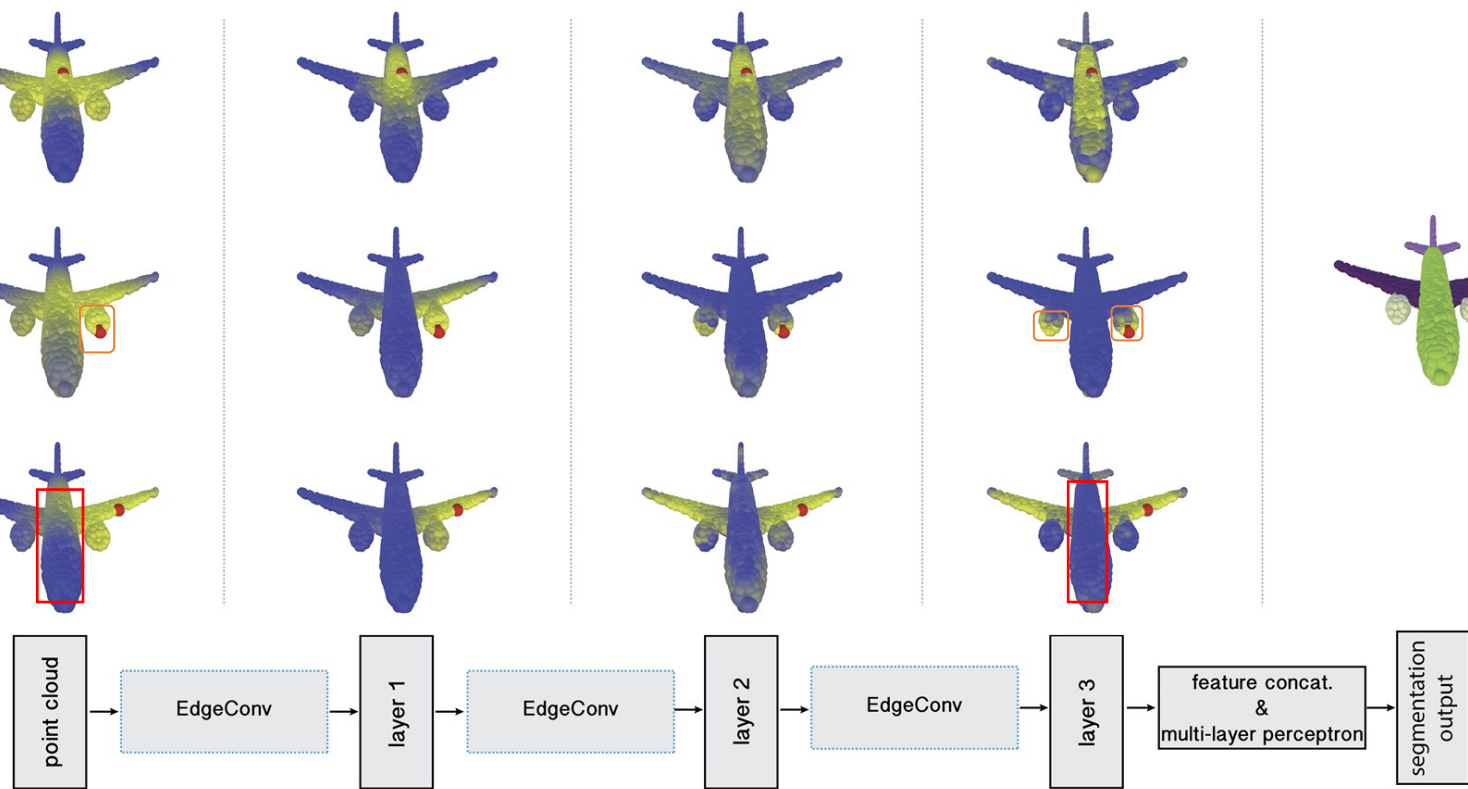 point cloud
EdgeConv
layer 1
EdgeConv
layer 2
EdgeConv
layer 3
feature concat.
&
multi-layer perceptron
segmentation
output